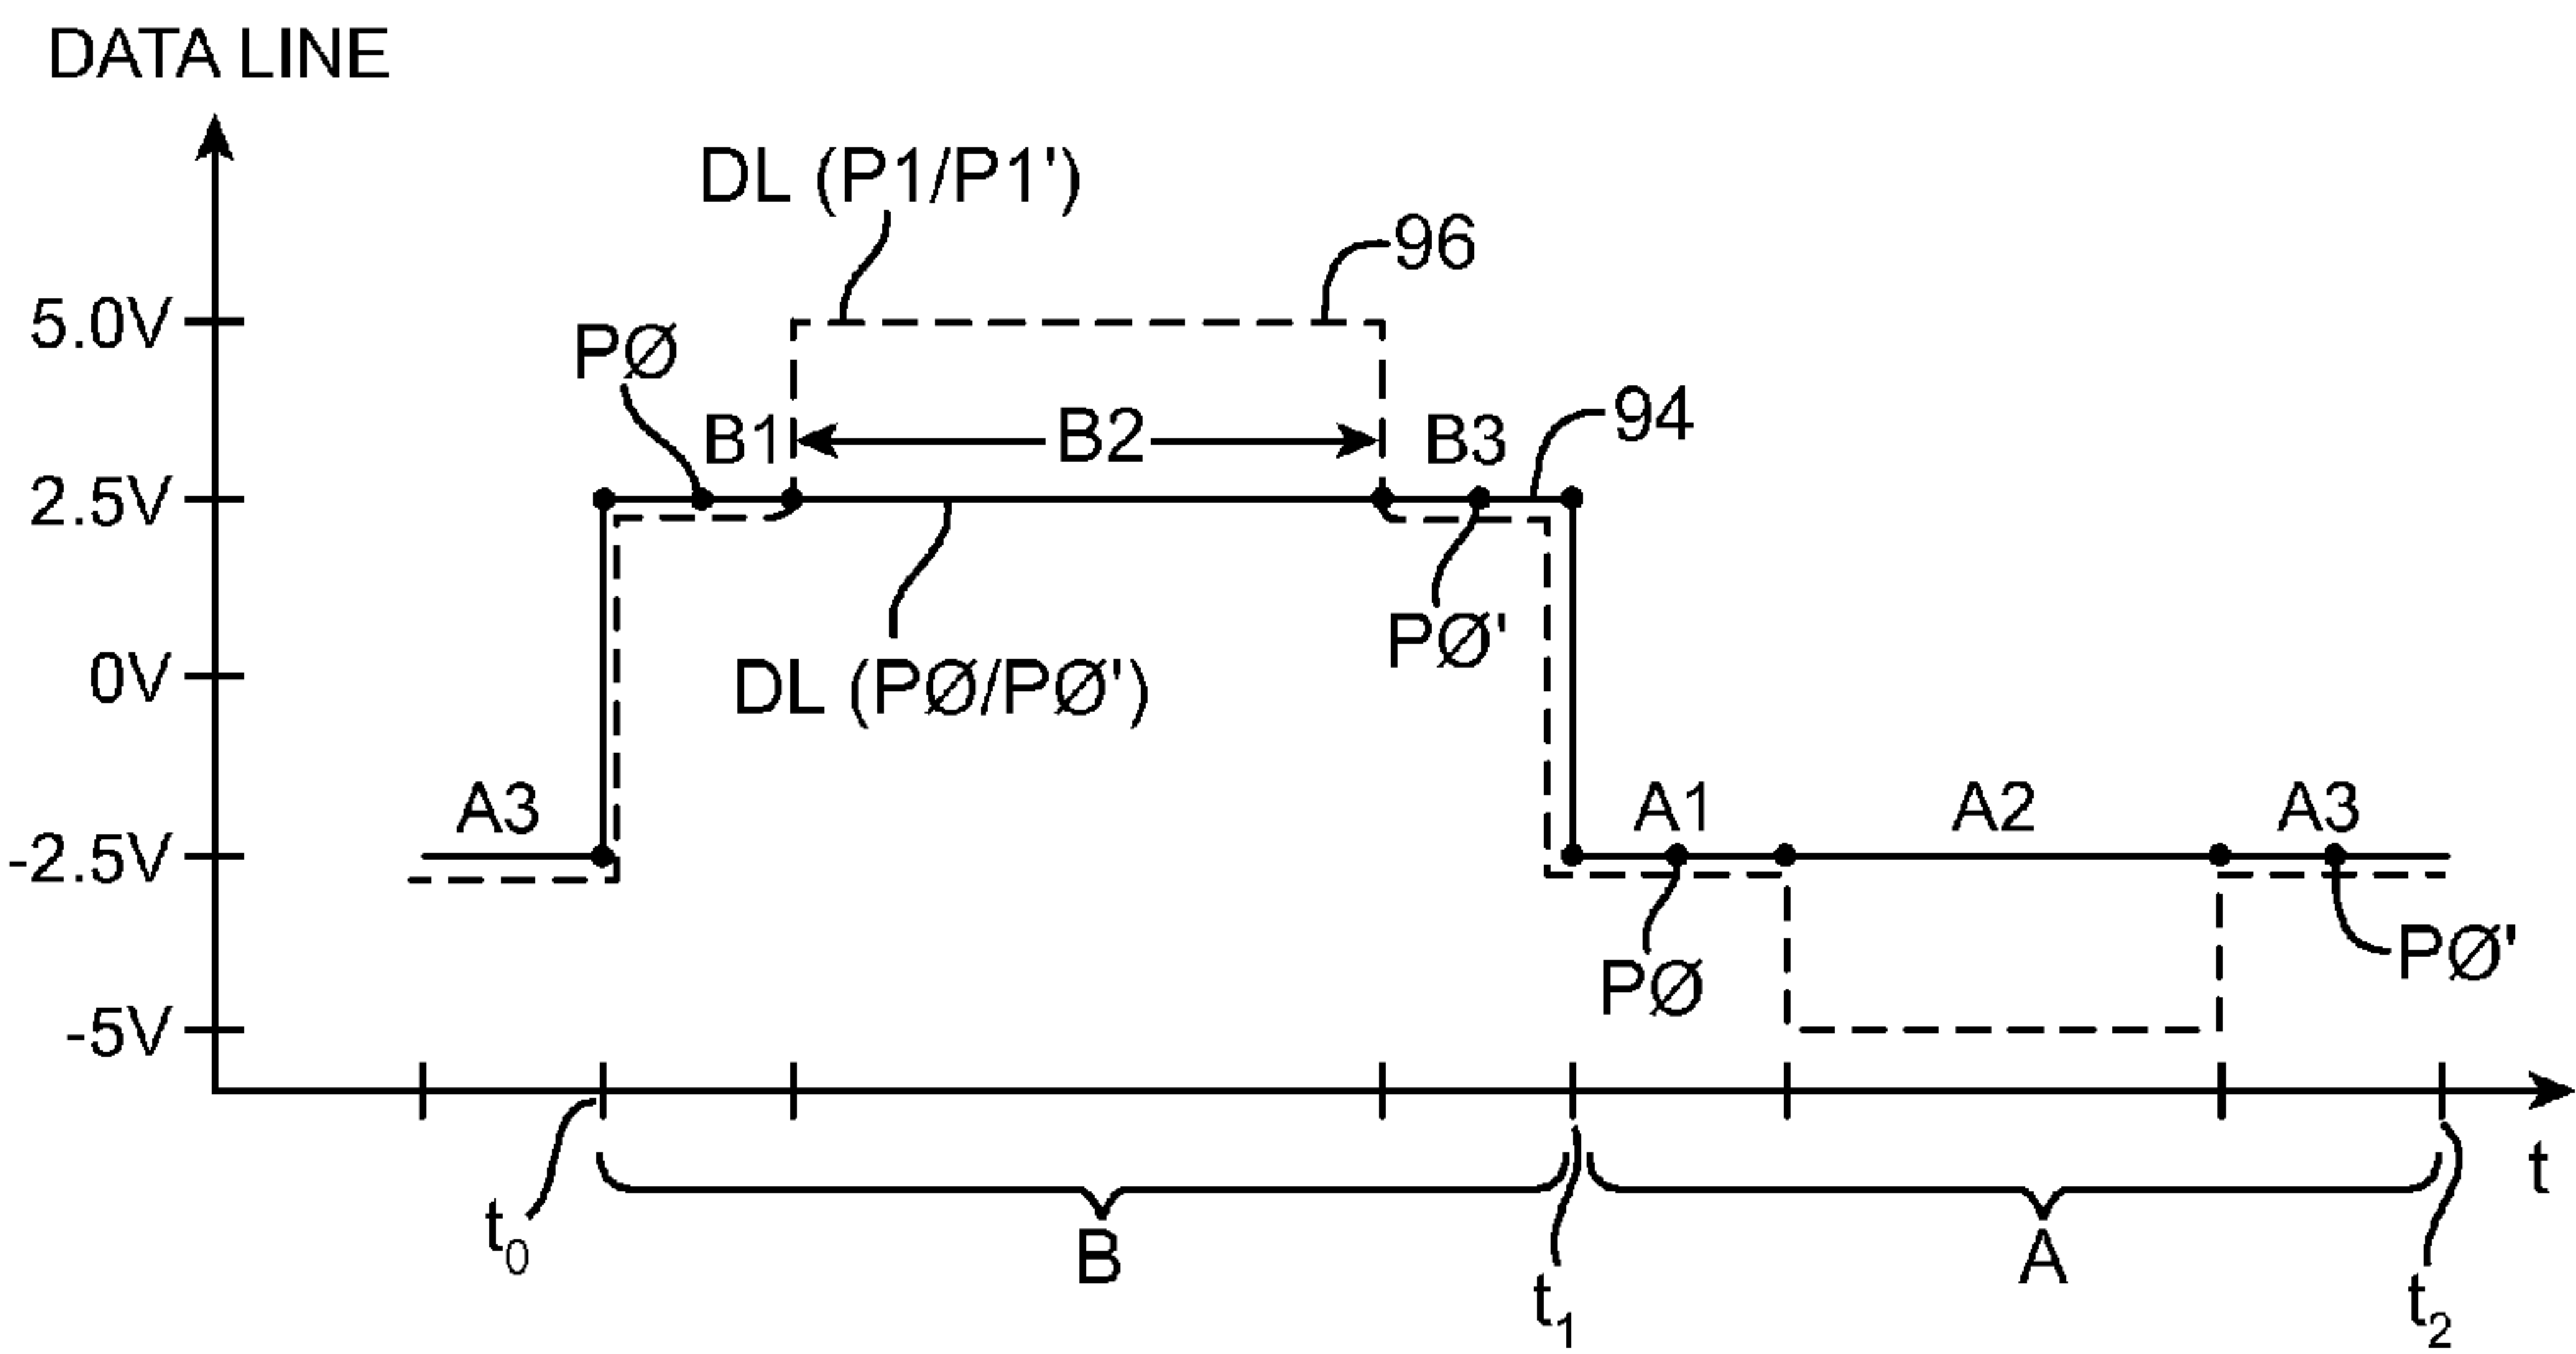 DATA LINE
DL (P1/P1')
96
5.0V
PØ
94
B1
B2
B3
2.5V
PØ'
0V
DL (PØ/PØ')
A3
A1
A2
A3
-2.5V
PØ
PØ'
-5V
t
t0
B
A
t1
t2